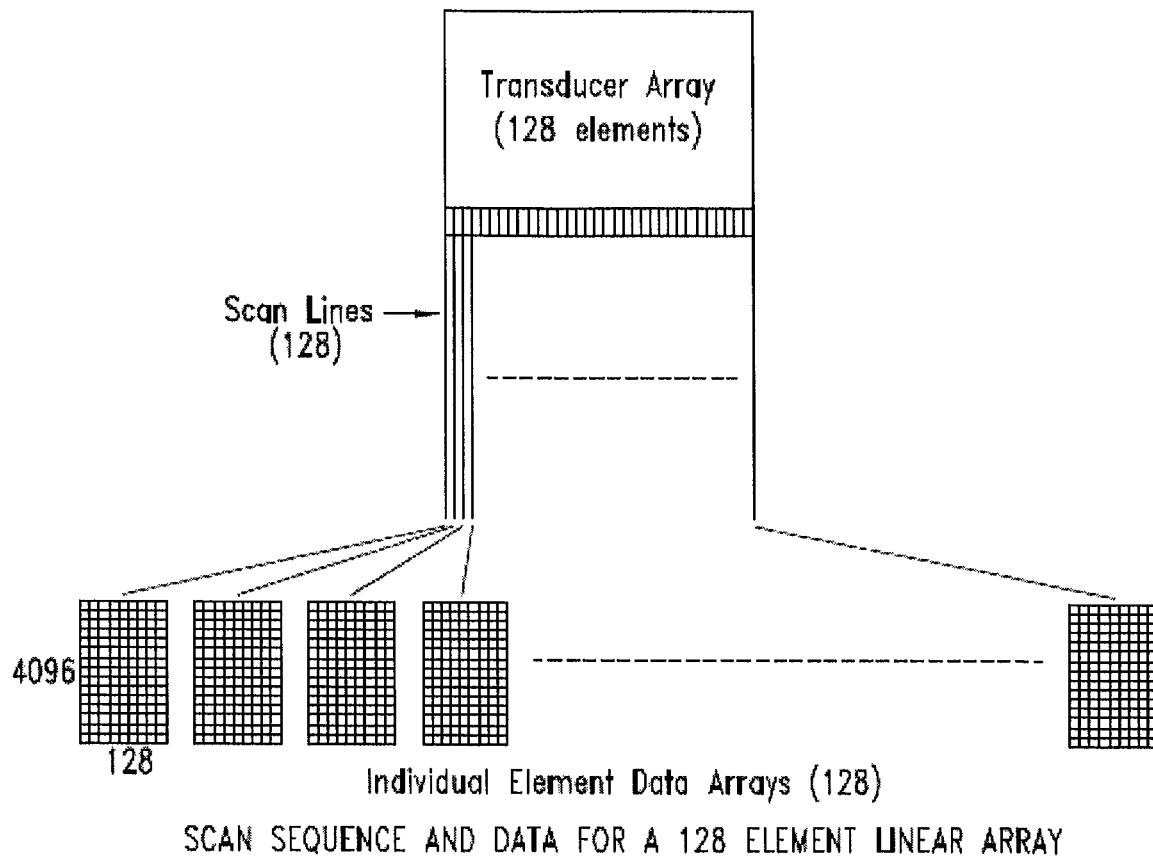 Transducer Array
(128 elements)
Scan Lines
(128)
4096
128
Individual Element Data Arrays (128)
SCAN SEQUENCE AND DATA FOR A 128 ELEMENT LINEAR ARRAY